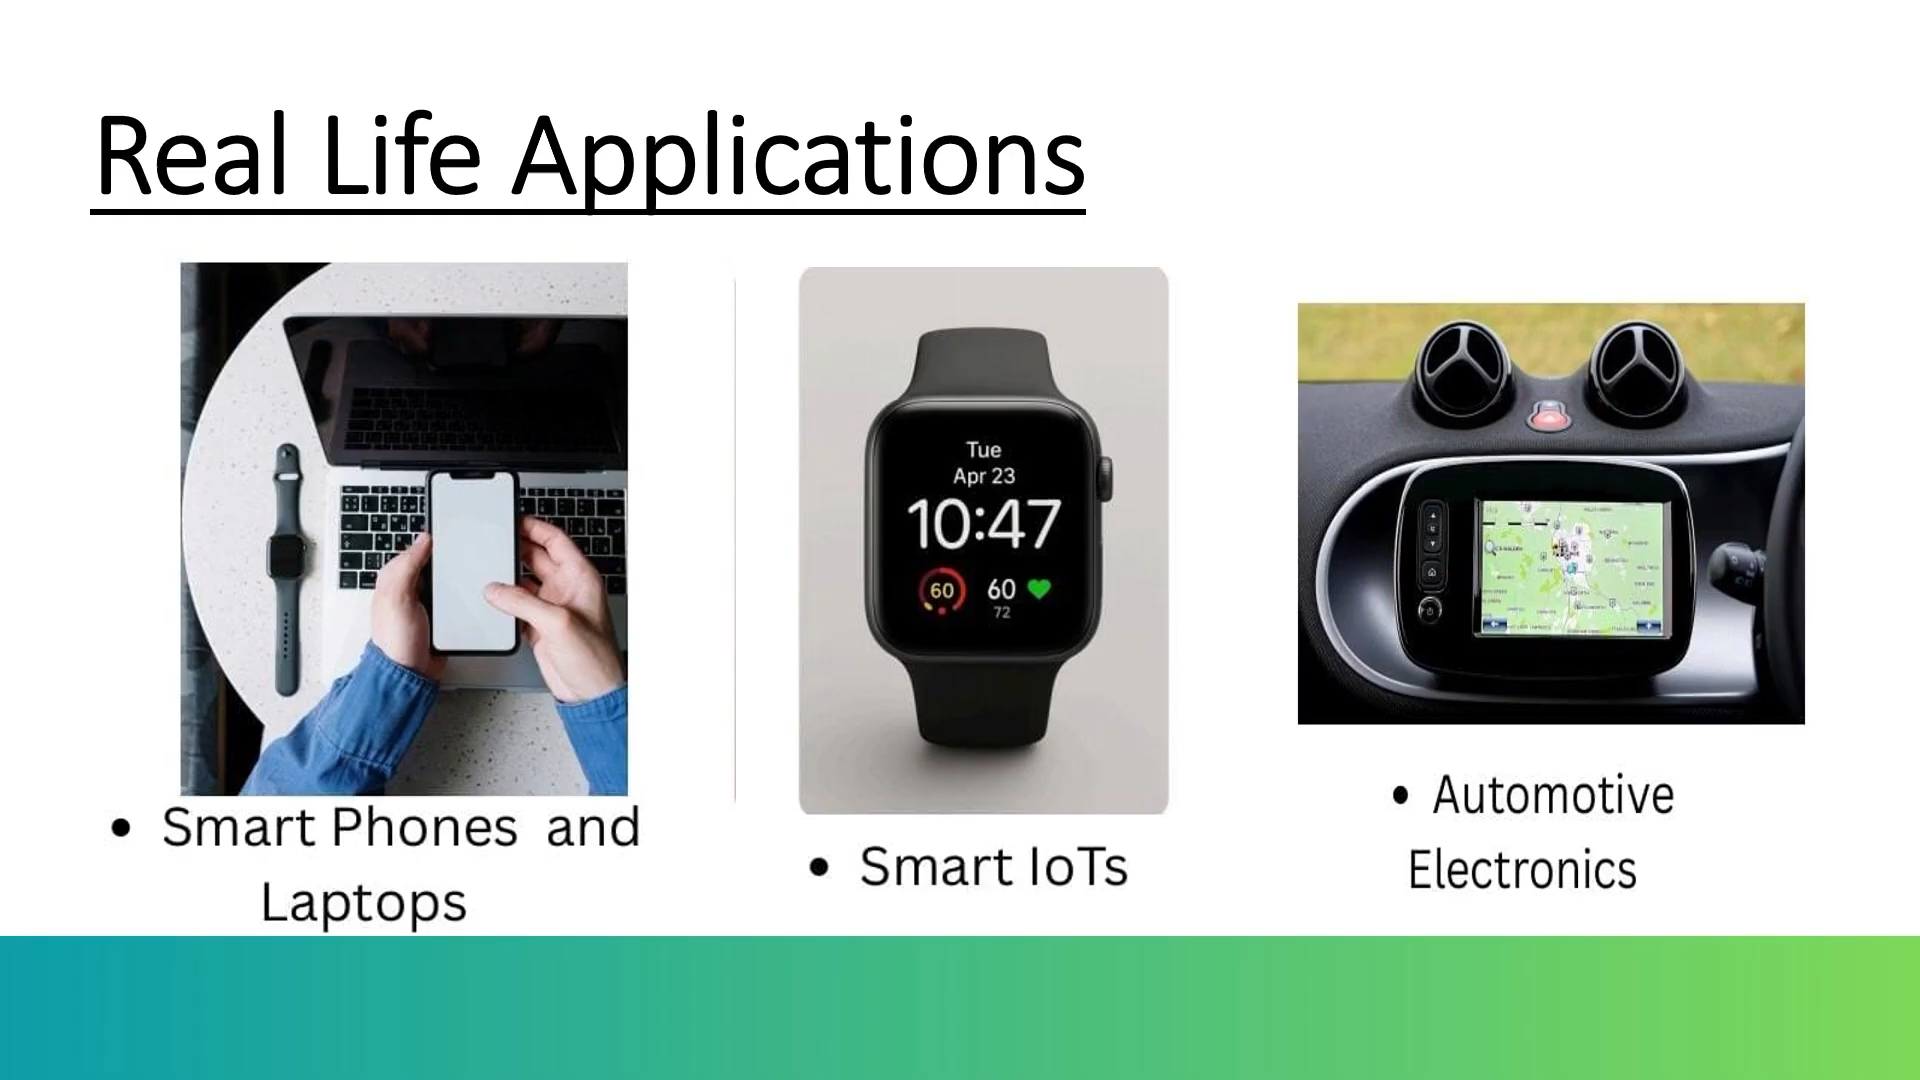 Real Life Applications
Tue
Apr 23
10:47
60
60
72
• Smart Phones and
Laptops
• Smart IoTs
• Automotive
Electronics